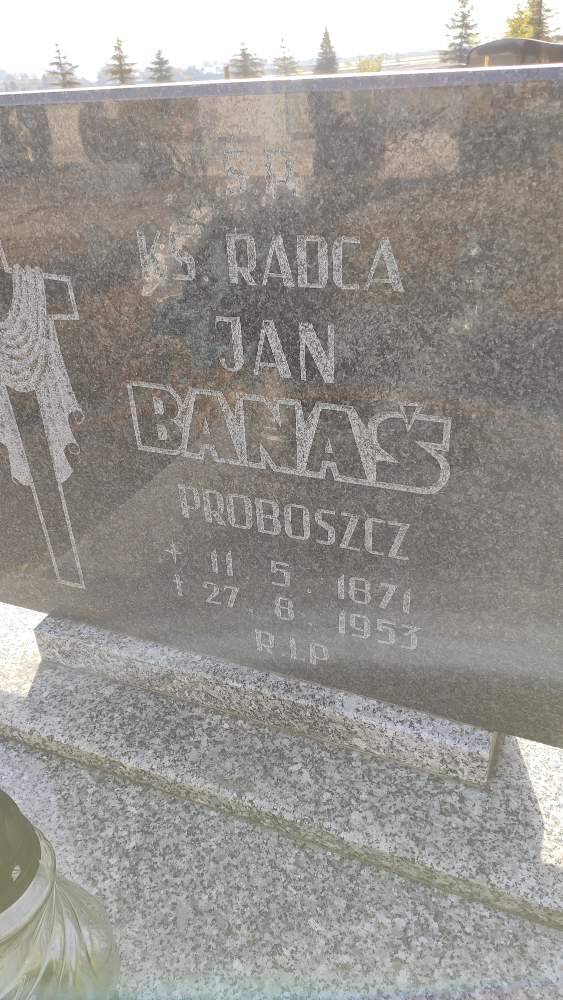 Ś.P.
KS. RADCA
JAN
BANAŚ
PROBOSZCZ
* 11. 5. 1871
† 27. 8. 1953
R.I.P